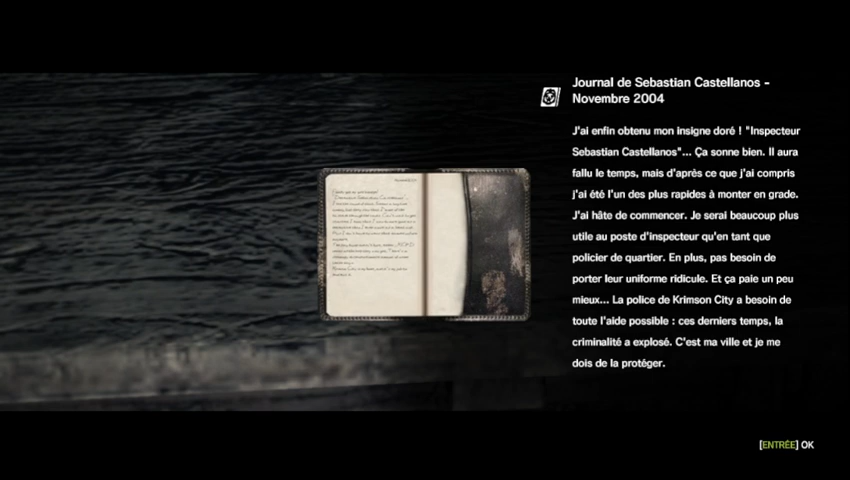 Journal de Sebastian Castellanos -
Novembre 2004
J'ai enfin obtenu mon insigne doré ! "Inspecteur
Sebastian Castellanos"... Ça sonne bien. Il aura
fallu le temps, mais d'après ce que j'ai compris
j'ai été l'un des plus rapides à monter en grade.
J'ai hâte de commencer. Je serai beaucoup plus
utile au poste d'inspecteur qu'en tant que
policier de quartier. En plus, pas besoin de
porter leur uniforme ridicule. Et ça paie un peu
mieux... La police de Krimson City a besoin de
toute l'aide possible : ces derniers temps, la
criminalité a explosé. C'est ma ville et je me
dois de la protéger.
[ENTRÉE] OK